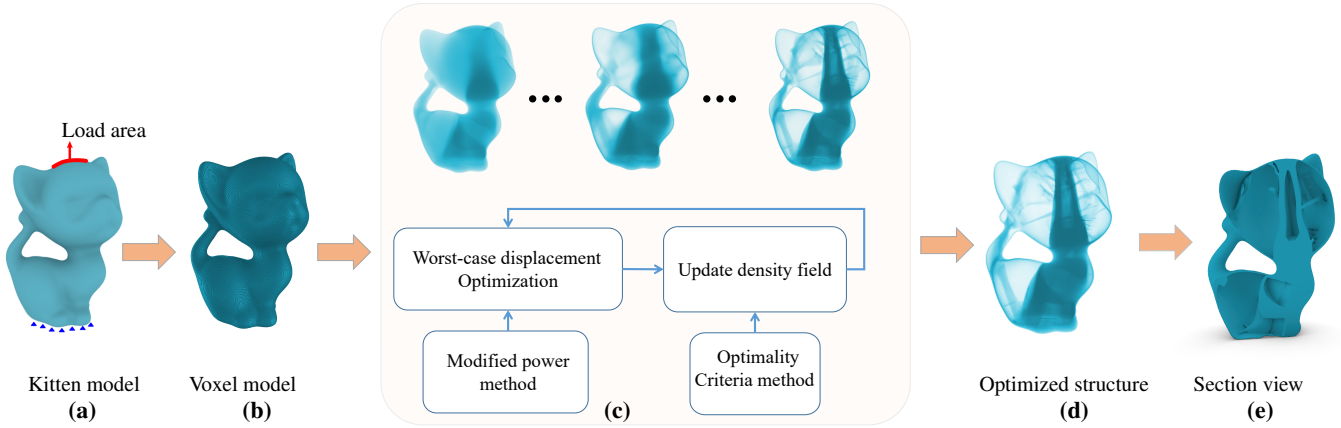 Load area
Kitten model
(a)
Voxel model
(b)
Worst-case displacement
Optimization
Update density field
Modified power
method
Optimality
Criteria method
(c)
Optimized structure
(d)
Section view
(e)